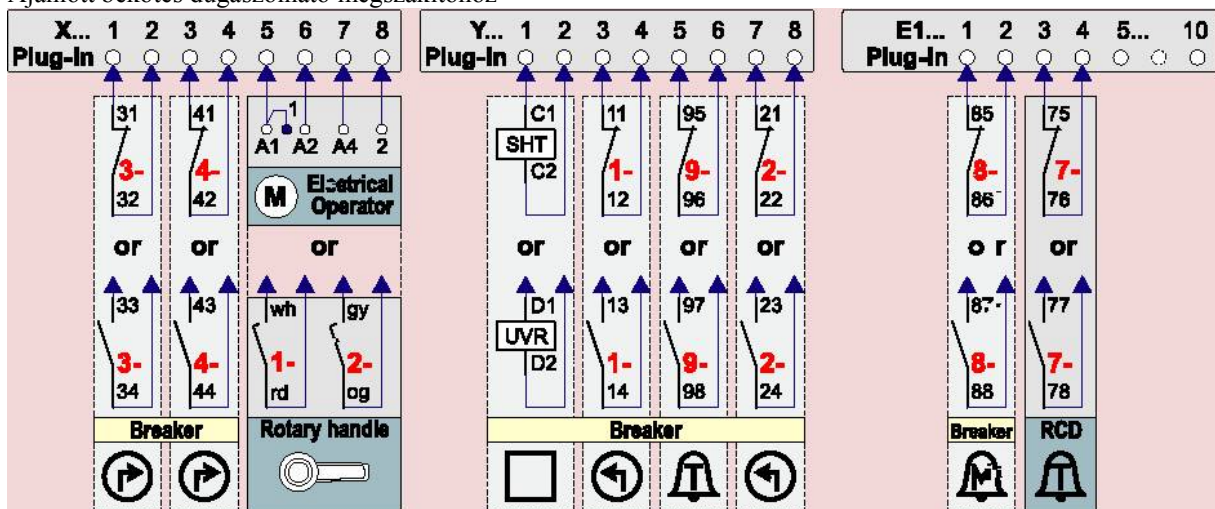 Ajánlott bekötés dugaszolható megszakítóhoz
X... 1 2 3 4 5 6 7 8 Y... 1 2 3 4 5 6 7 8 E1... 1 2 3 4 5... 10
Plug-In Plug-In Plug-In
31 41 1 C1 11 95 21 85 75
A1 A2 A4 2 SHT
3- 4- C2 1- 9- 2- 8- 7-
32 42 M Electrical 12 96 22 86 76
Operator
or or or or or or or or or
33 43 wh gy D1 13 97 23 87 77
UVR
3- 4- 1- 2- D2 1- 9- 2- 8- 7-
34 44 rd og 14 98 24 88 78
Breaker Rotary handle Breaker Breaker RCD
T M T